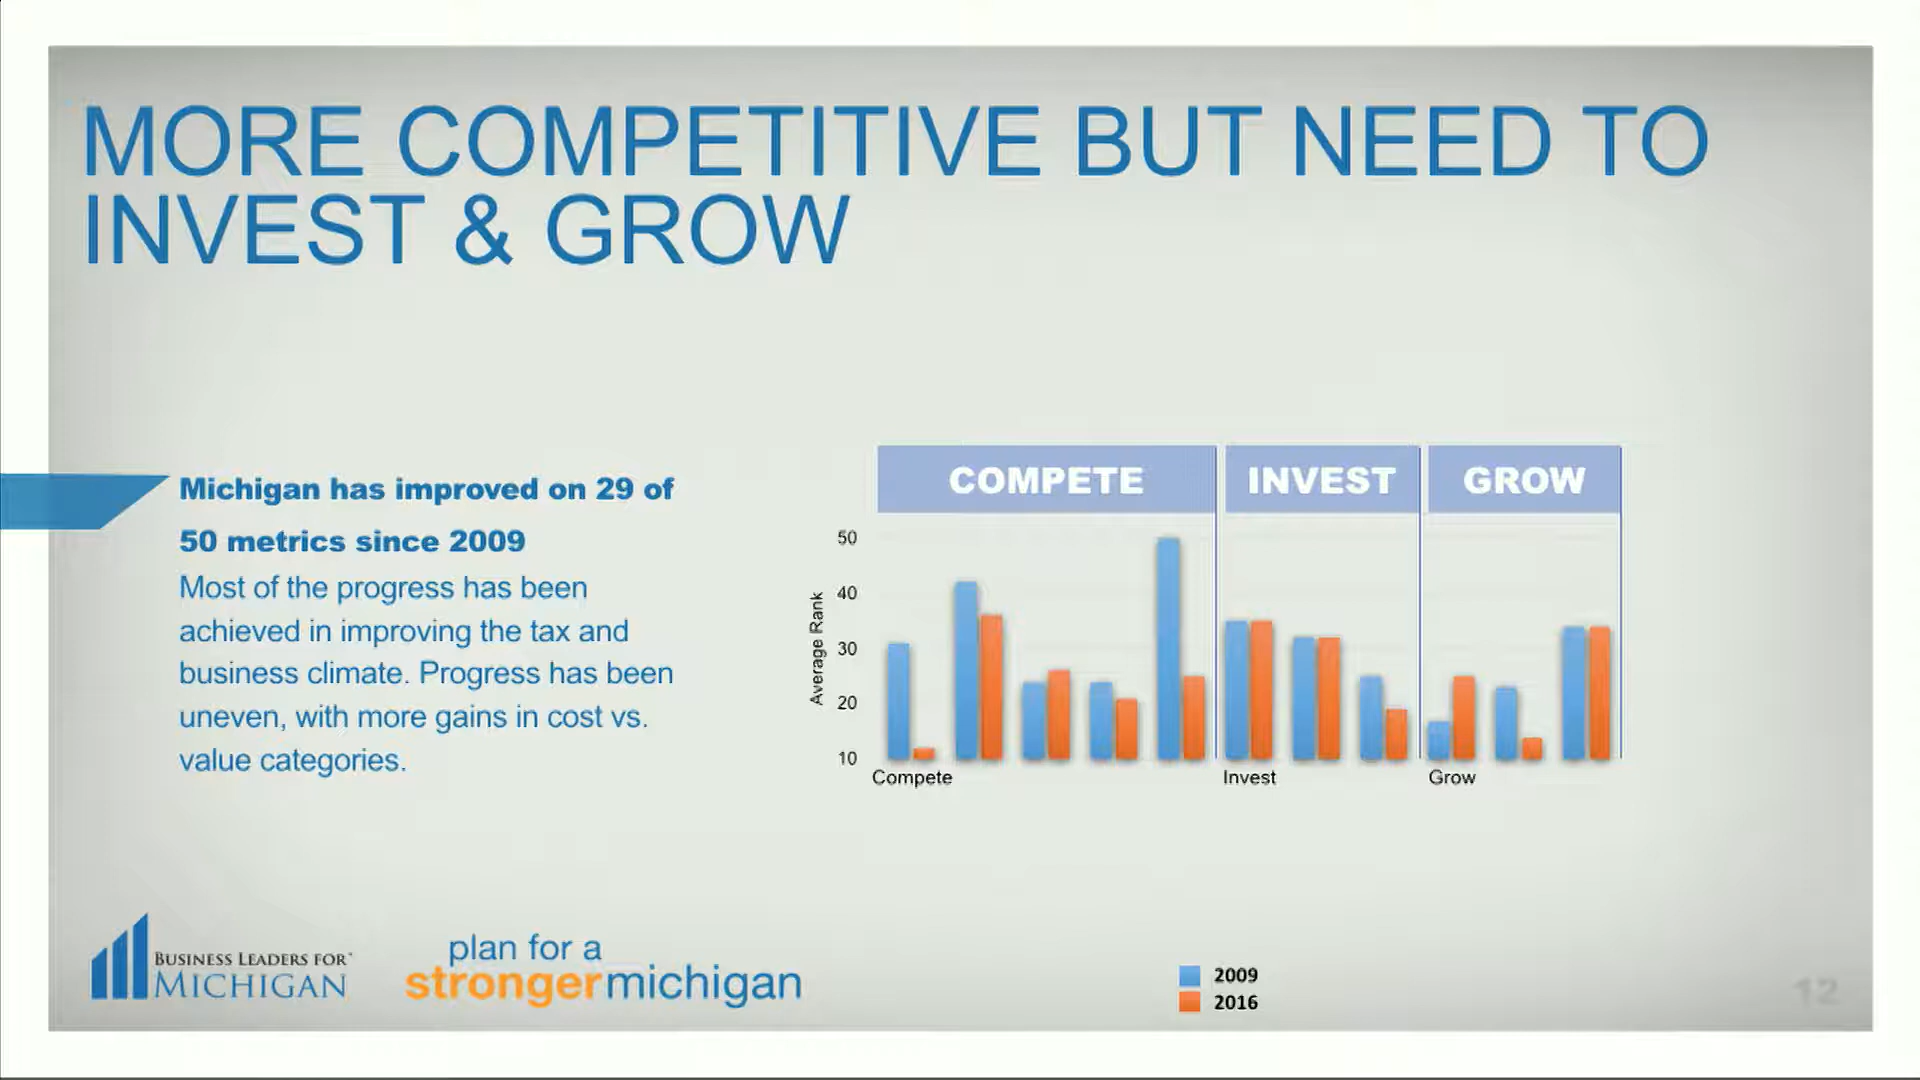 MORE COMPETITIVE BUT NEED TO
INVEST & GROW
Michigan has improved on 29 of
50 metrics since 2009
Most of the progress has been
achieved in improving the tax and
business climate. Progress has been
uneven, with more gains in cost vs.
value categories.
COMPETE
INVEST
GROW
Average Rank
50
40
30
20
10
Compete
Invest
Grow
2009
2016
BUSINESS LEADERS FOR
MICHIGAN
plan for a
strongermichigan
12